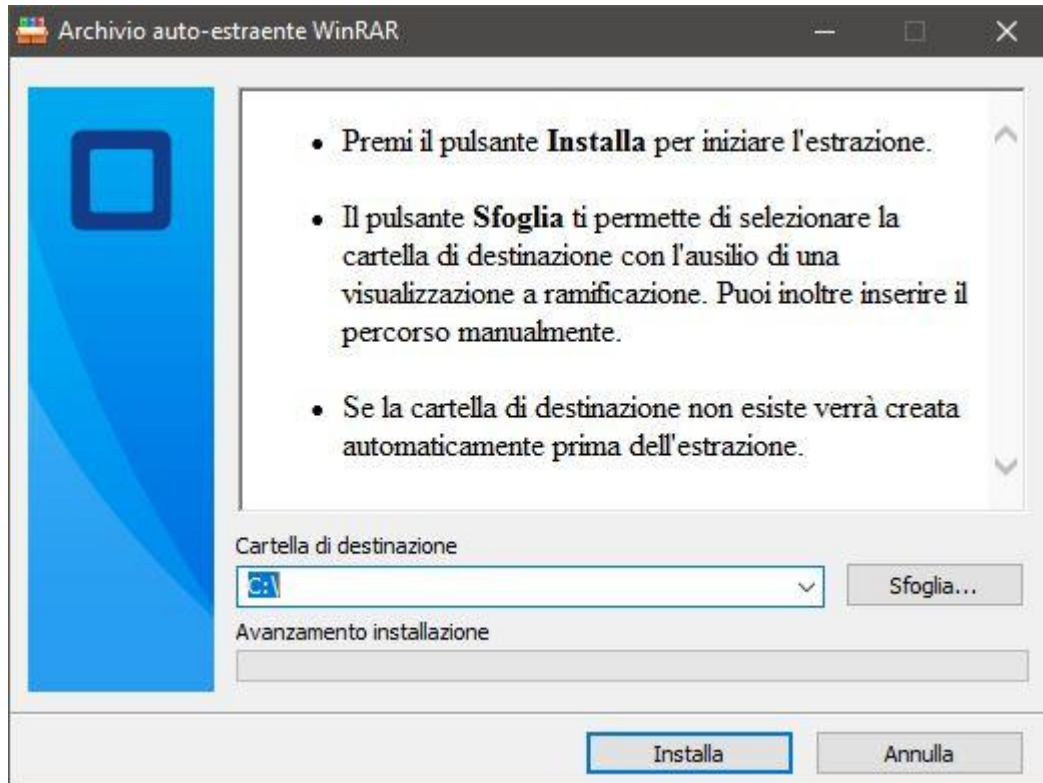 Archivio auto-estraente WinRAR
• Premi il pulsante Installa per iniziare l'estrazione.
• Il pulsante Sfoglia ti permette di selezionare la
cartella di destinazione con l'ausilio di una
visualizzazione a ramificazione. Puoi inoltre inserire il
percorso manualmente.
• Se la cartella di destinazione non esiste verrà creata
automaticamente prima dell'estrazione.
Cartella di destinazione
C:\
Sfoglia...
Avanzamento installazione
Installa
Annulla